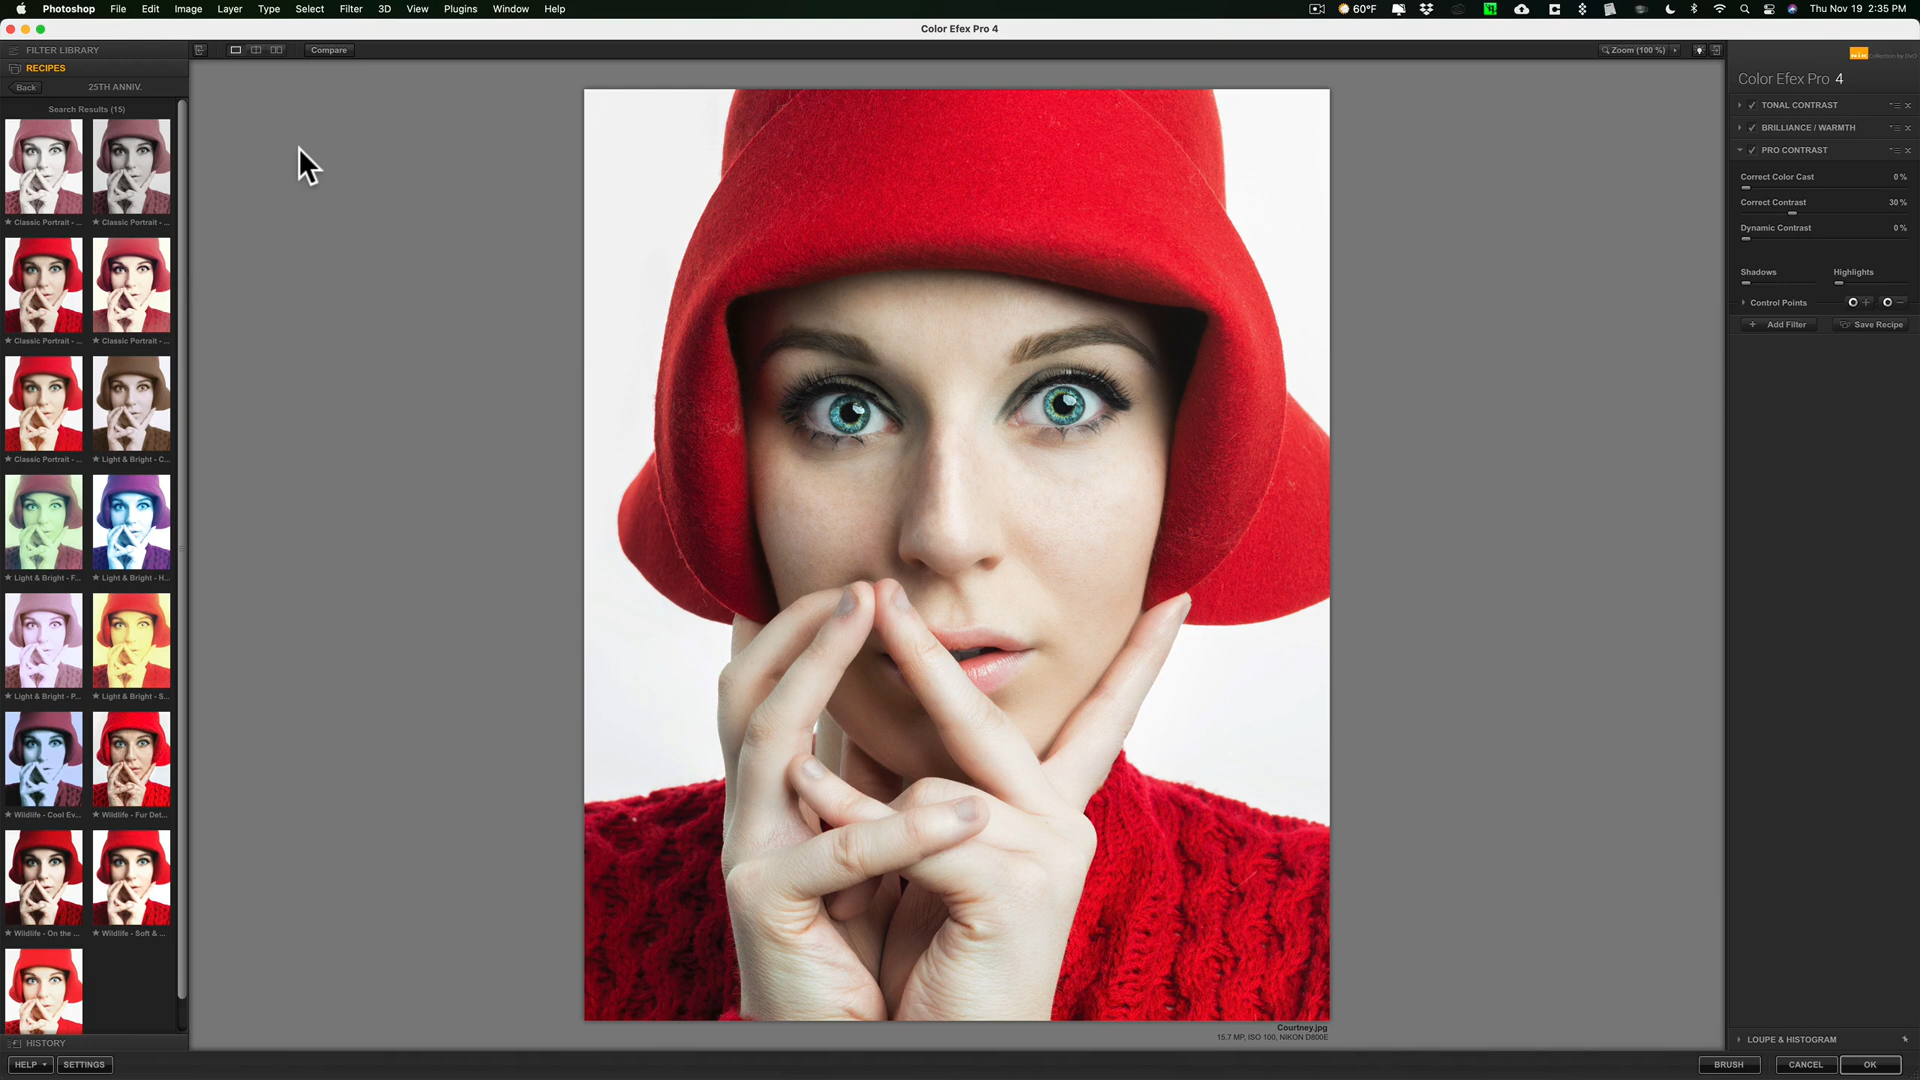 Photoshop File Edit Image Layer Type Select Filter 3D View Plugins Window Help
60°F Thu Nov 19 2:35 PM
Color Efex Pro 4
FILTER LIBRARY
RECIPES
Back 25TH ANNIV.
Search Results (15)
Classic Portrait - ... Classic Portrait - ...
Classic Portrait - ... Classic Portrait - ...
Classic Portrait - ... Light & Bright - C...
Light & Bright - F... Light & Bright - H...
Light & Bright - P... Light & Bright - S...
Wildlife - Cool Ev... Wildlife - Fur Det...
Wildlife - On the ... Wildlife - Soft & ...
HISTORY
HELP SETTINGS
Compare
Zoom (100 %)
Courtney.jpg
15.7 MP, ISO 100, NIKON D800E
Collection by DxO
Color Efex Pro 4
TONAL CONTRAST
BRILLIANCE / WARMTH
PRO CONTRAST
Correct Color Cast 0 %
Correct Contrast 30 %
Dynamic Contrast 0 %
Shadows Highlights
Control Points
Add Filter Save Recipe
LOUPE & HISTOGRAM
BRUSH CANCEL OK